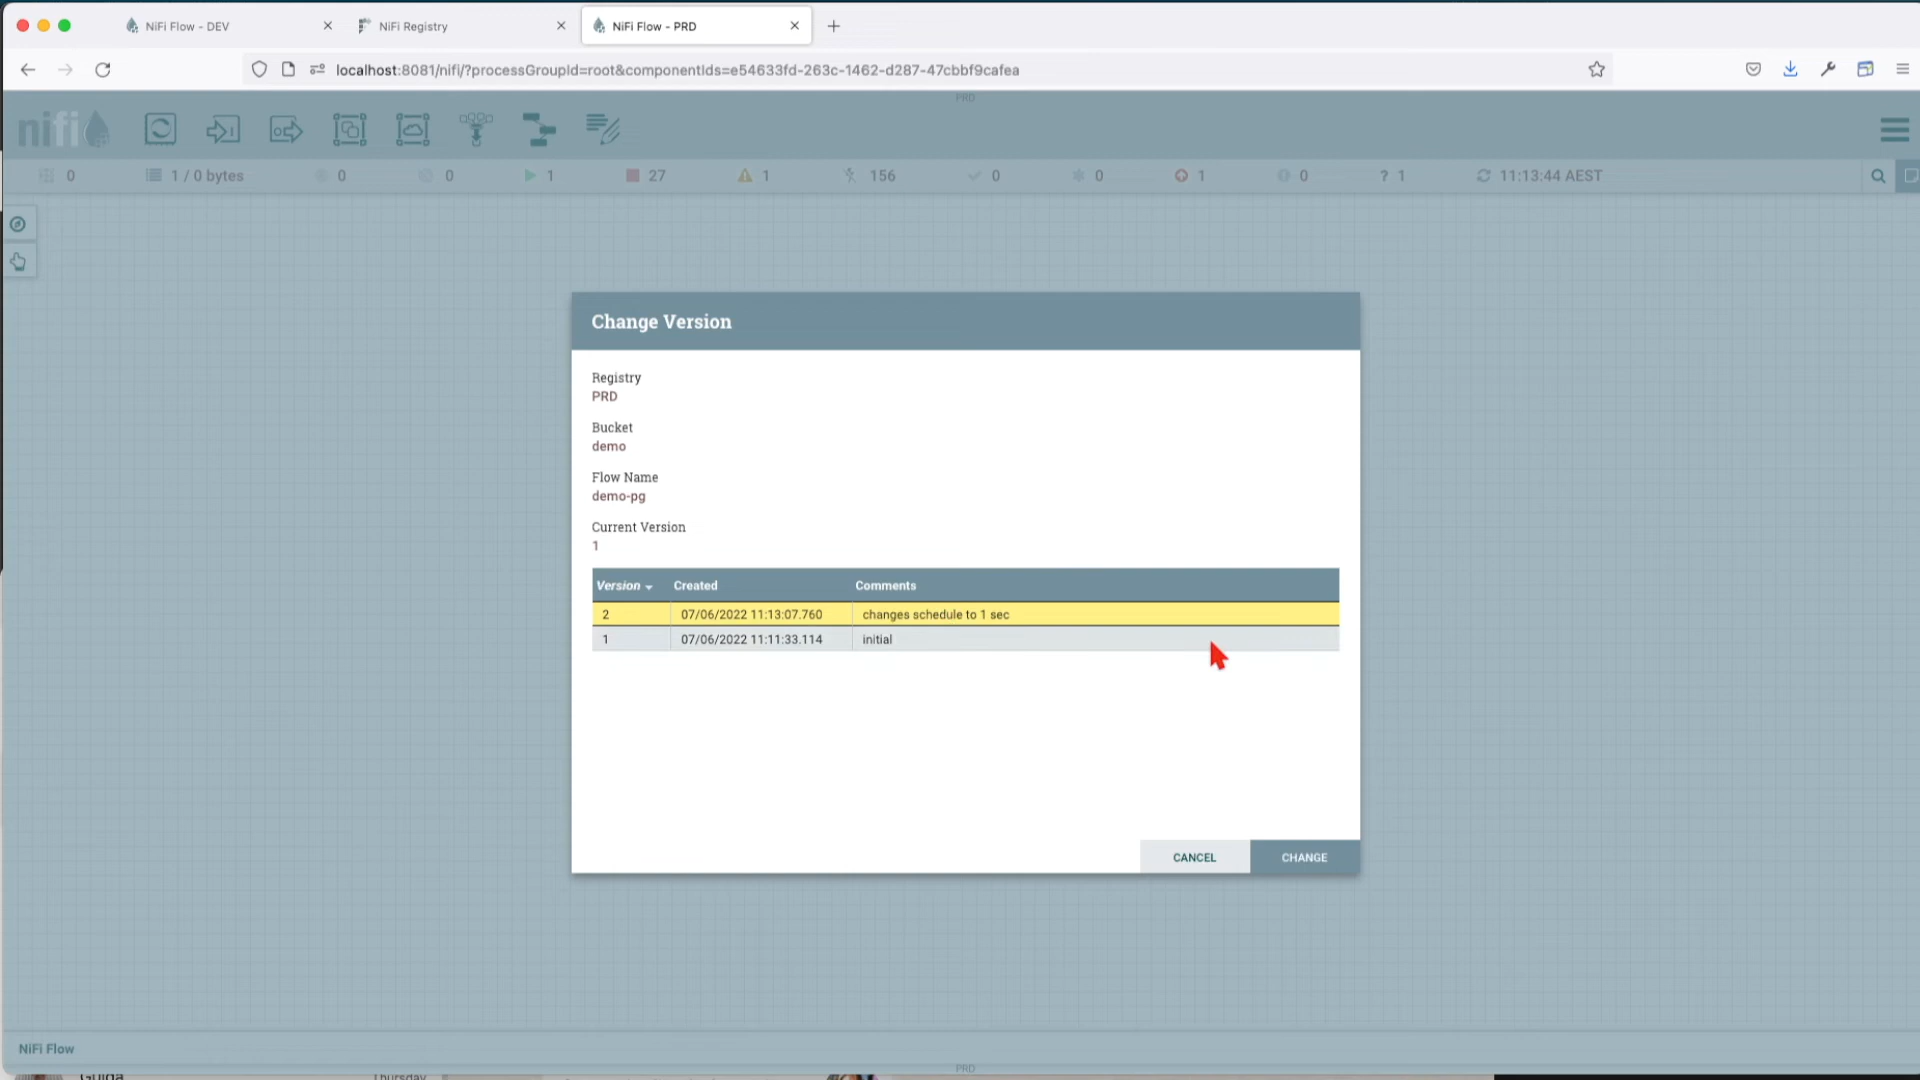 NiFi Flow - DEV
NiFi Registry
NiFi Flow - PRD
localhost:8081/nifi/?processGroupId=root&componentIds=e54633fd-263c-1462-d287-47cbbf9cafea
PRD
nifi
0
1 / 0 bytes
0
0
1
27
1
156
0
0
1
0
? 1
11:13:44 AEST
Change Version
Registry
PRD
Bucket
demo
Flow Name
demo-pg
Current Version
1
Version Created Comments
2 07/06/2022 11:13:07.760 changes schedule to 1 sec
1 07/06/2022 11:11:33.114 initial
CANCEL CHANGE
NiFi Flow
PRD
Thursday